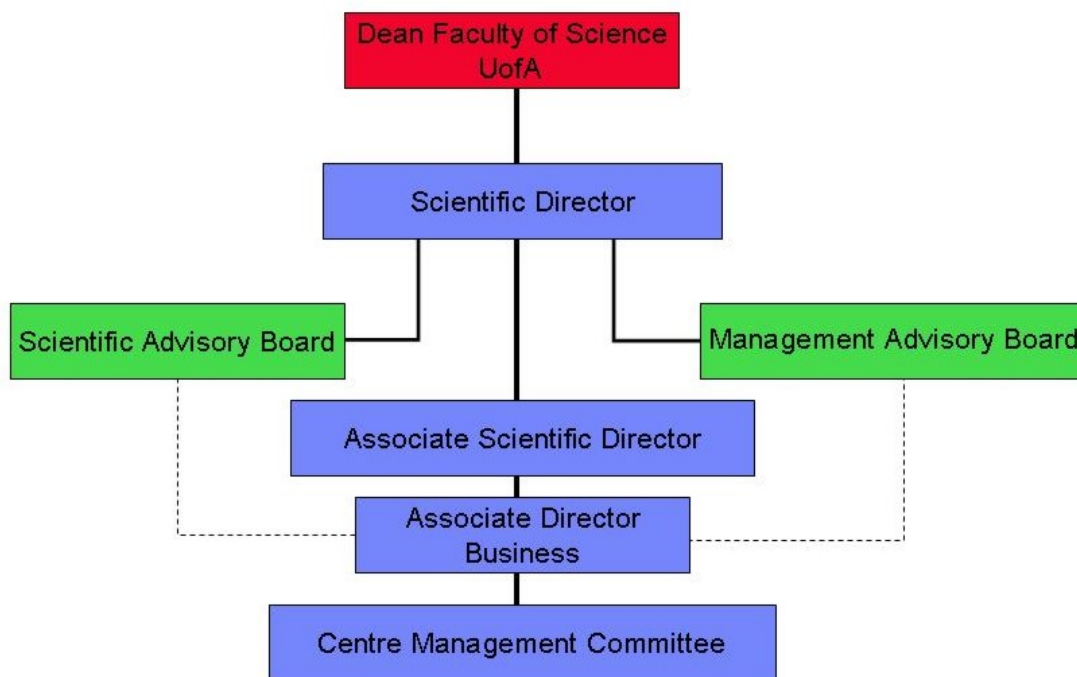 Dean Faculty of Science
UofA
Scientific Director
Scientific Advisory Board
Management Advisory Board
Associate Scientific Director
Associate Director
Business
Centre Management Committee